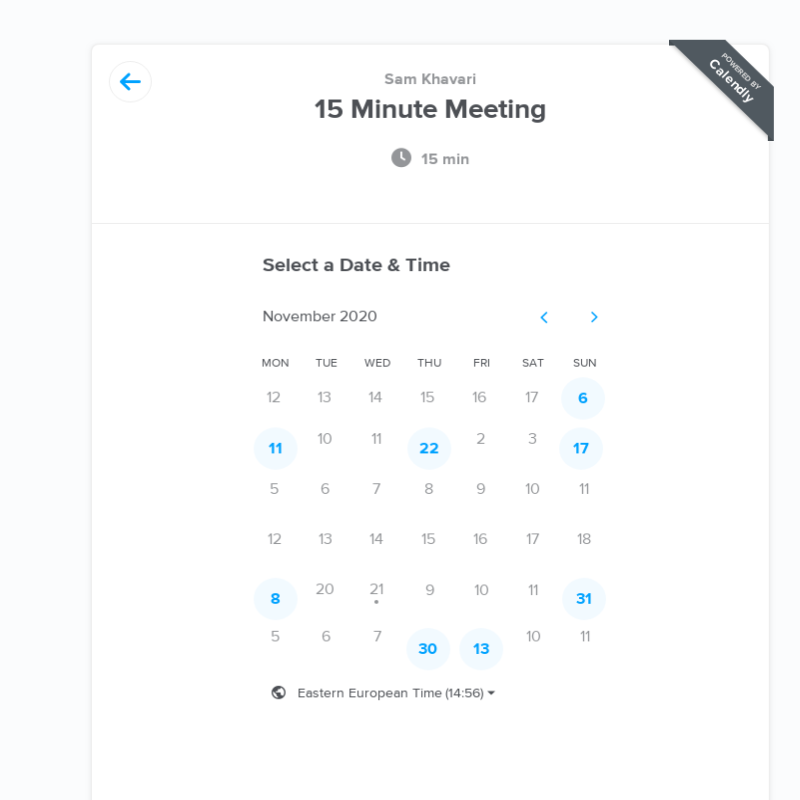 POWERED BY
Calendly
Sam Khavari
15 Minute Meeting
15 min
Select a Date & Time
November 2020
MON TUE WED THU FRI SAT SUN
12 13 14 15 16 17 6
11 10 11 22 2 3 17
5 6 7 8 9 10 11
12 13 14 15 16 17 18
8 20 21 9 10 11 31
5 6 7 30 13 10 11
Eastern European Time (14:56)